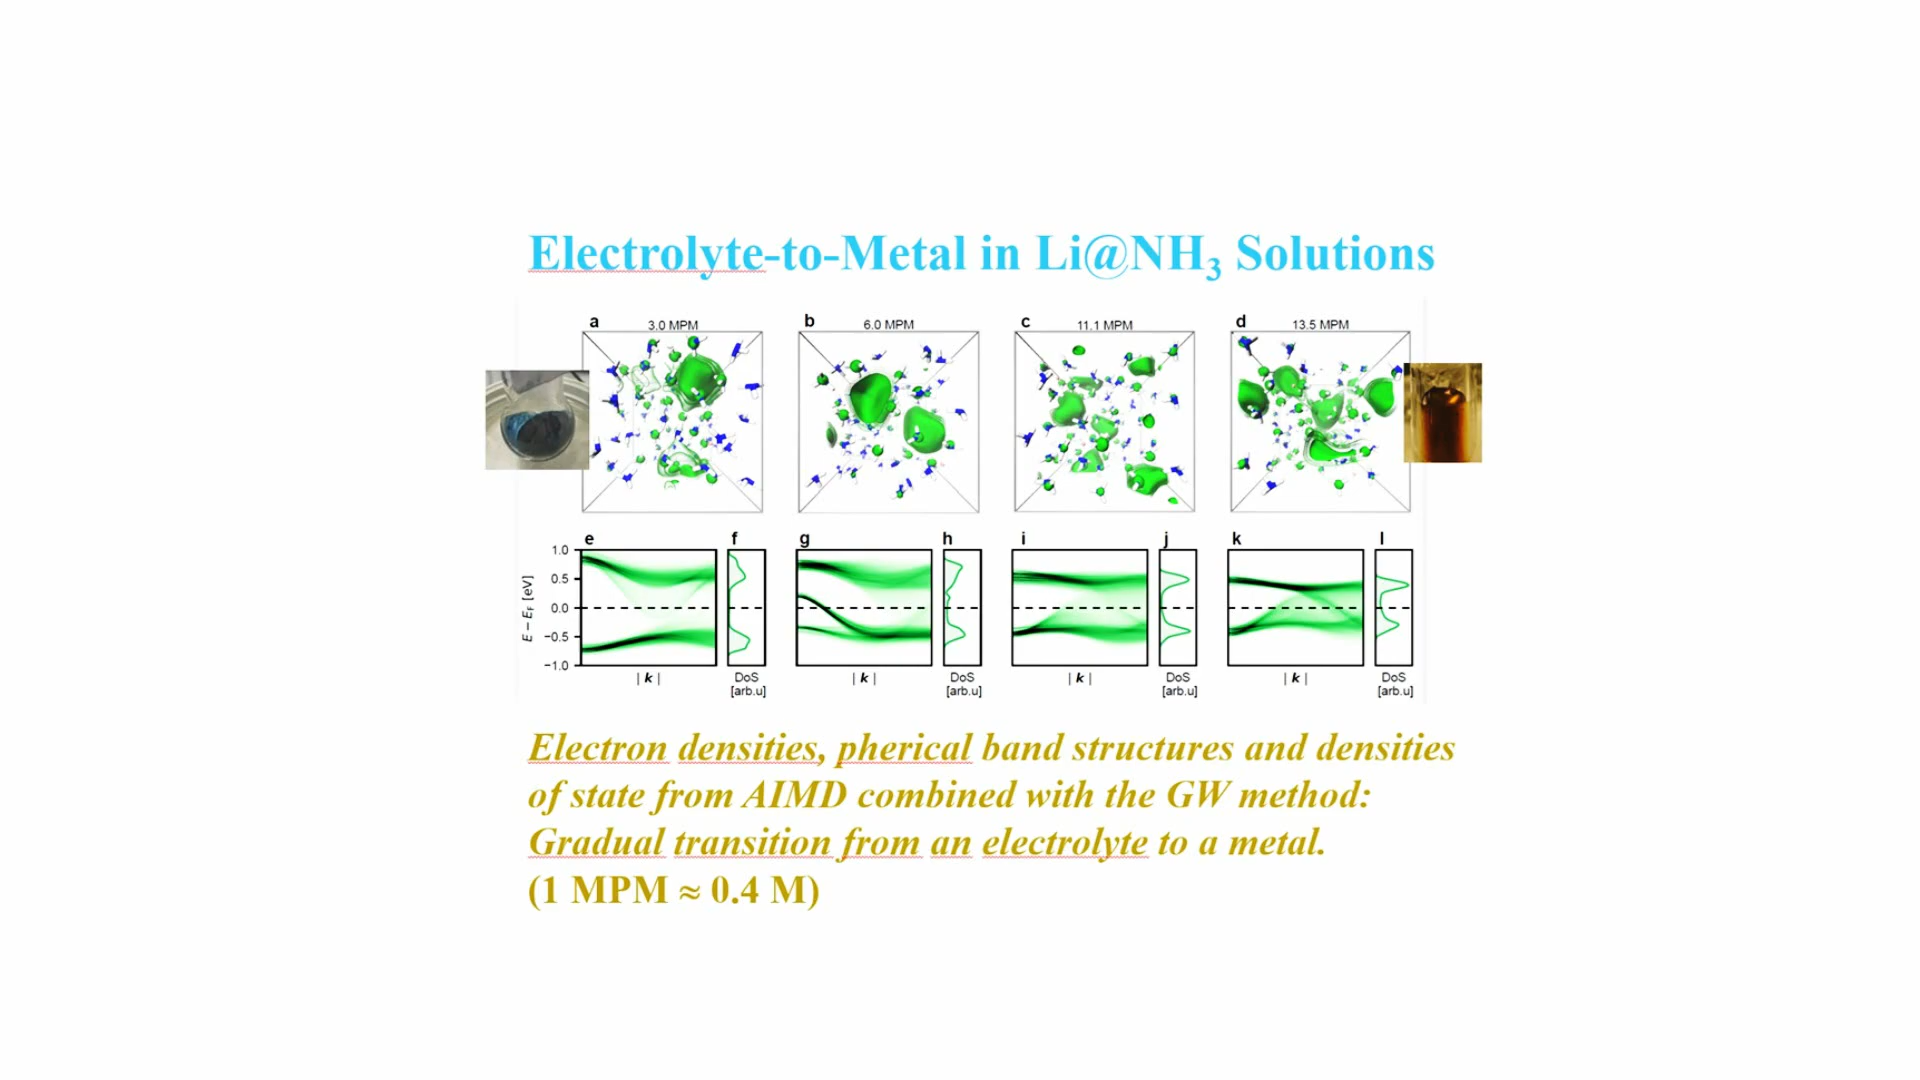 Electrolyte-to-Metal in Li@NH₃ Solutions
a 3.0 MPM b 6.0 MPM c 11.1 MPM d 13.5 MPM
e f g h i j k l
1.0
0.5
0.0
−0.5
−1.0
E − E_F [eV]
| k | DoS | k | DoS | k | DoS | k | DoS
[arb.u] [arb.u] [arb.u] [arb.u]
Electron densities, pherical band structures and densities
of state from AIMD combined with the GW method:
Gradual transition from an electrolyte to a metal.
(1 MPM ≈ 0.4 M)